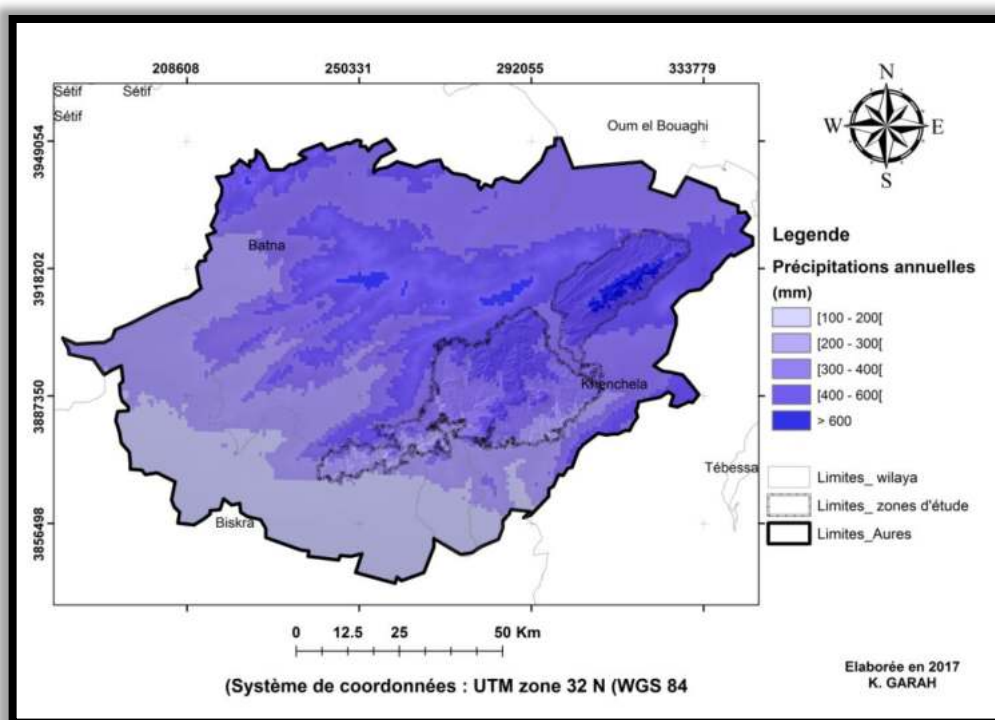 208608 250331 292055 333779
Sétif Sétif
Sétif
Oum el Bouaghi
Batna
Khenchela
Tébessa
Biskra
3949054
3918202
3887350
3856498
N
W E
S
Legende
Précipitations annuelles
(mm)
[100 - 200[
[200 - 300[
[300 - 400[
[400 - 600[
> 600
Limites_ wilaya
Limites_ zones d'étude
Limites_Aures
0 12.5 25 50 Km
(Système de coordonnées : UTM zone 32 N (WGS 84
Elaborée en 2017
K. GARAH